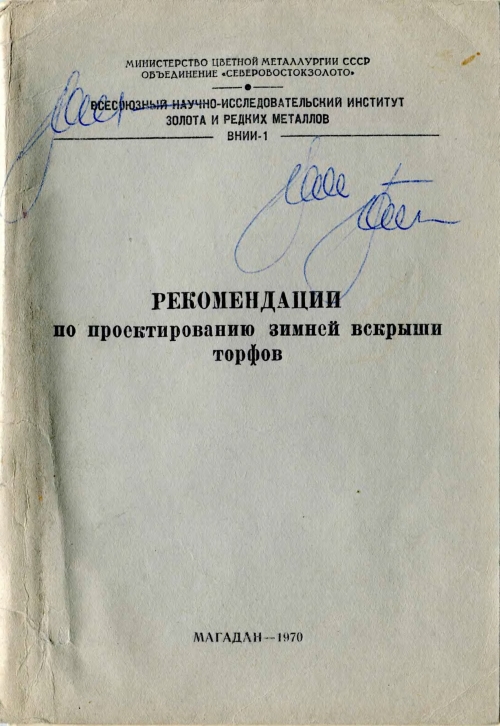 МИНИСТЕРСТВО ЦВЕТНОЙ МЕТАЛЛУРГИИ СССР
ОБЪЕДИНЕНИЕ «СЕВЕРОВОСТОКЗОЛОТО»
ВСЕСОЮЗНЫЙ НАУЧНО-ИССЛЕДОВАТЕЛЬСКИЙ ИНСТИТУТ
ЗОЛОТА И РЕДКИХ МЕТАЛЛОВ
ВНИИ-1
РЕКОМЕНДАЦИИ
по проектированию зимней вскрыши
торфов
МАГАДАН—1970